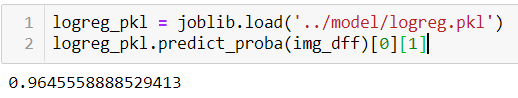 1 logreg_pkl = joblib.load('../model/logreg.pkl')
2 logreg_pkl.predict_proba(img_dff)[0][1]
0.9645558888529413